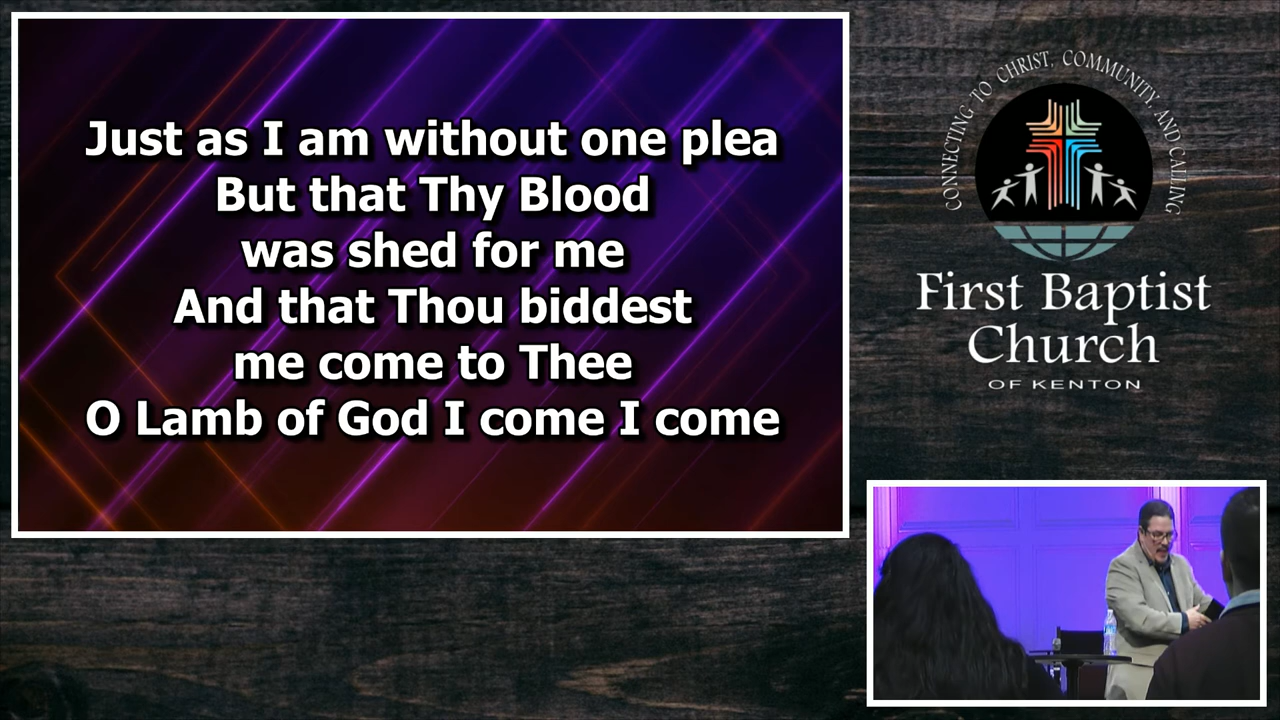 Just as I am without one plea
But that Thy Blood
was shed for me
And that Thou biddest
me come to Thee
O Lamb of God I come I come
CONNECTING TO CHRIST, COMMUNITY, AND CALLING
First Baptist
Church
OF KENTON